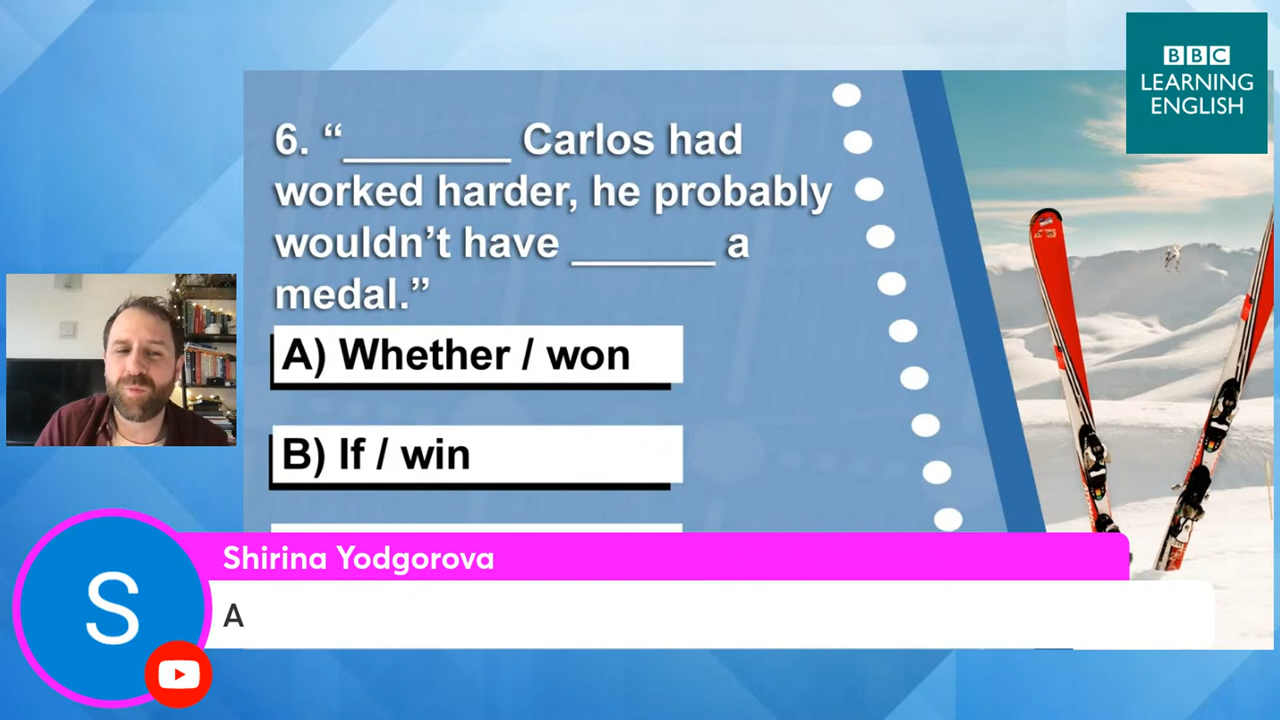 BBC
LEARNING
ENGLISH
6. “_______ Carlos had
worked harder, he probably
wouldn’t have ______ a
medal.”
A) Whether / won
B) If / win
Shirina Yodgorova
S
A